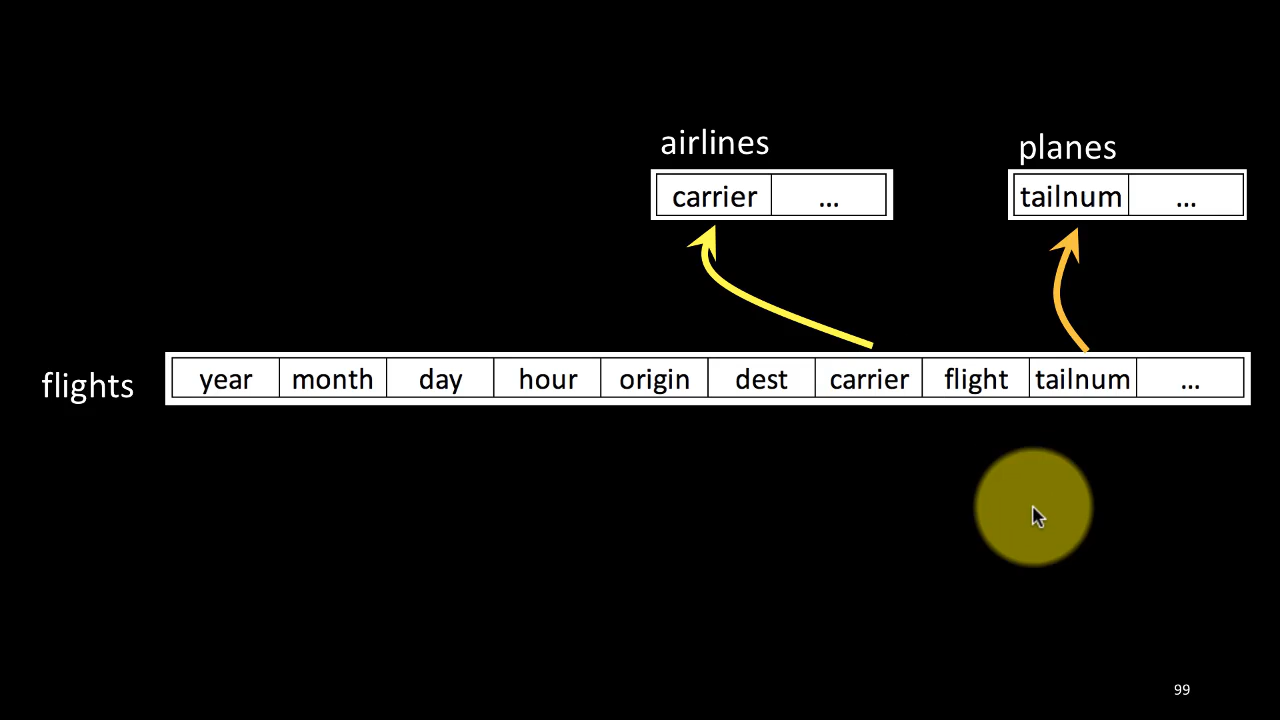 airlines
planes
carrier ...
tailnum ...
flights
year month day hour origin dest carrier flight tailnum ...
99